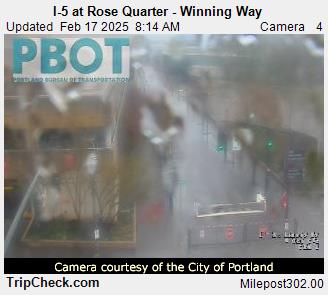 I-5 at Rose Quarter - Winning Way
Updated Feb 17 2025 8:14 AM Camera 4
PBOT
PORTLAND BUREAU OF TRANSPORTATION
Camera courtesy of the City of Portland
TripCheck.com Milepost302.00